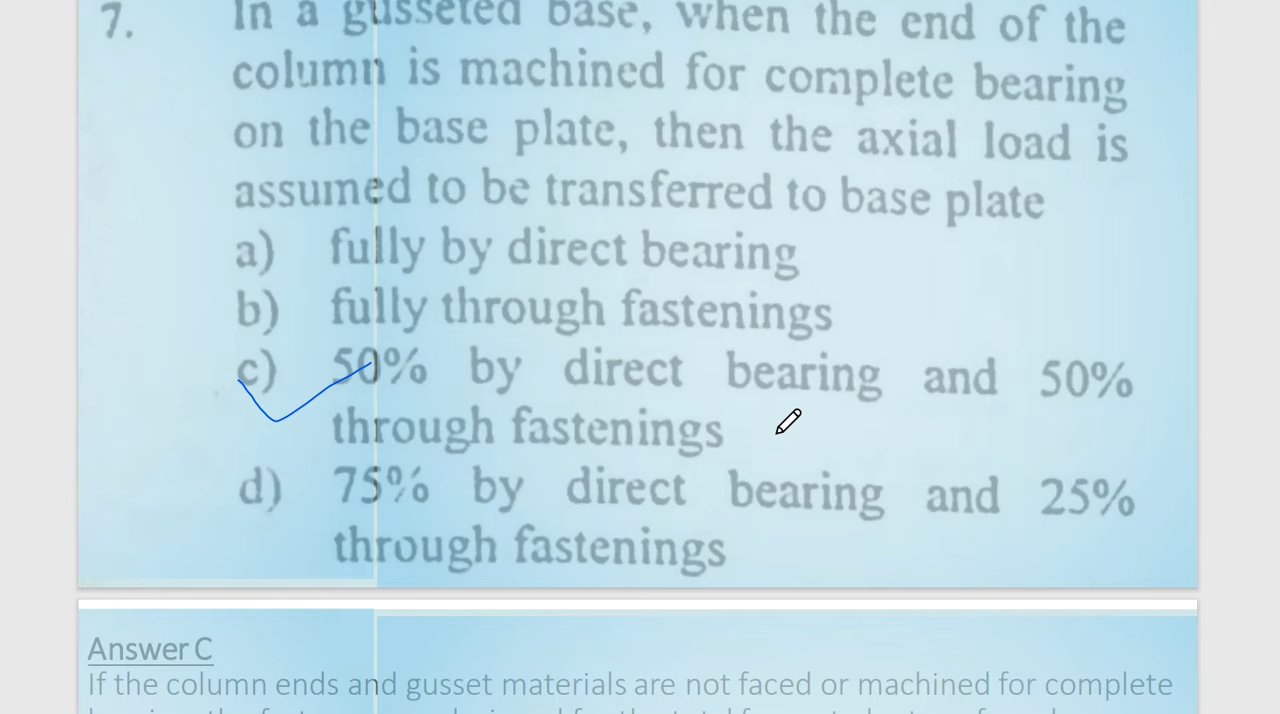 7. In a gusseted base, when the end of the
column is machined for complete bearing
on the base plate, then the axial load is
assumed to be transferred to base plate
a) fully by direct bearing
b) fully through fastenings
c) 50% by direct bearing and 50%
through fastenings
d) 75% by direct bearing and 25%
through fastenings
Answer C
If the column ends and gusset materials are not faced or machined for complete